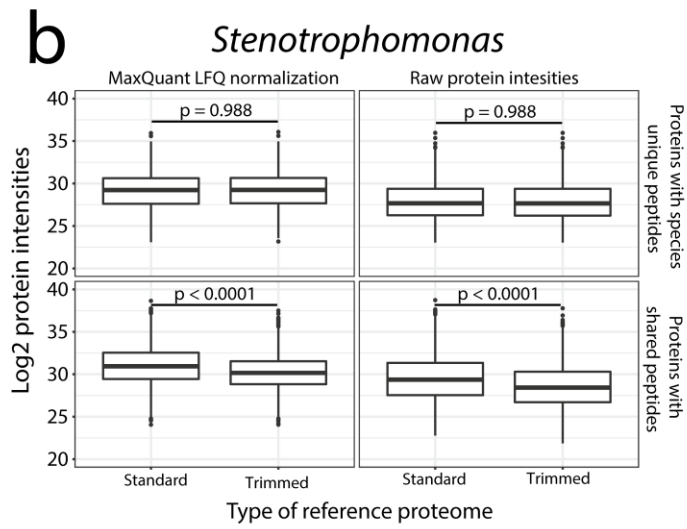 b
Stenotrophomonas
MaxQuant LFQ normalization
Raw protein intesities
Log2 protein intensities
40
35
30
25
20
p = 0.988
p = 0.988
Proteins with species
unique peptides
40
35
30
25
20
p < 0.0001
p < 0.0001
Proteins with
shared peptides
Standard
Trimmed
Standard
Trimmed
Type of reference proteome